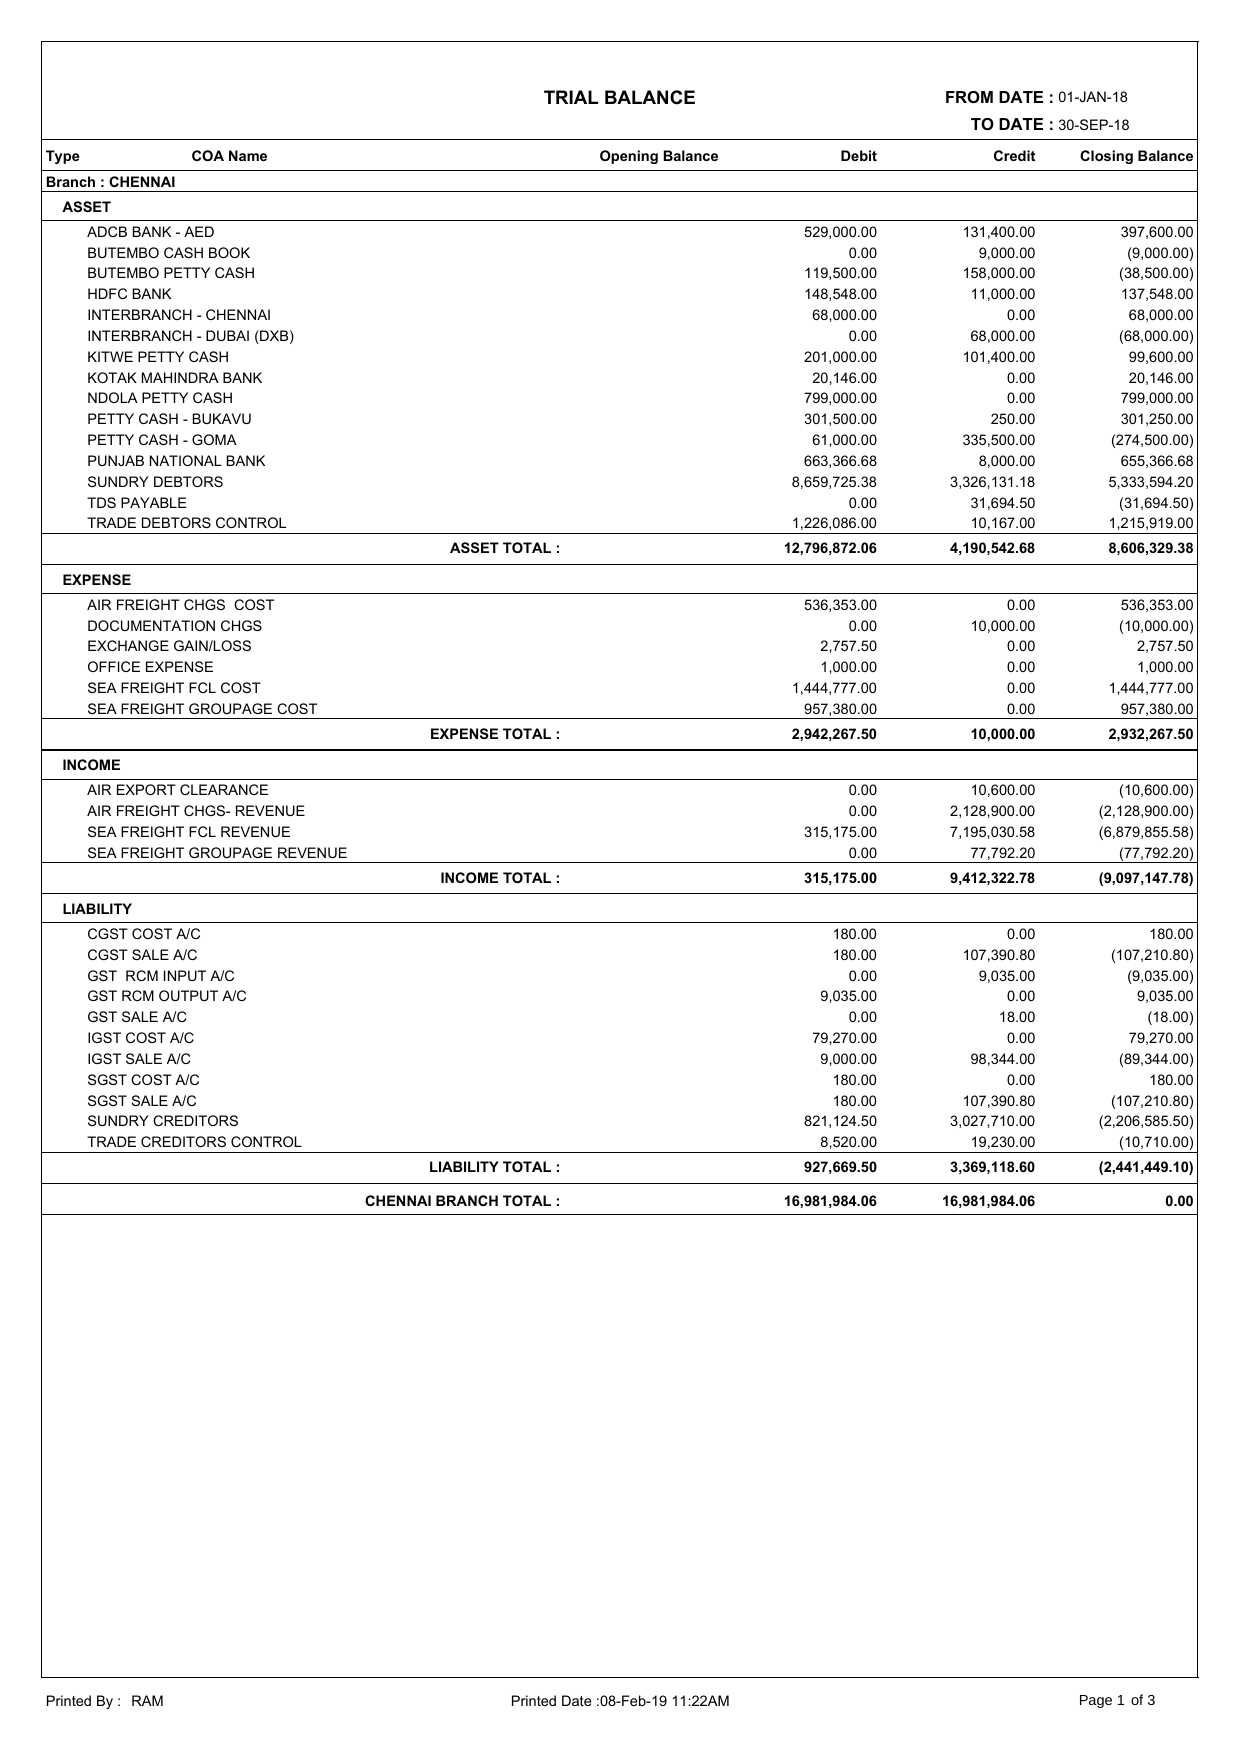 TRIAL BALANCE FROM DATE : 01-JAN-18
TO DATE : 30-SEP-18
Type COA Name Opening Balance Debit Credit Closing Balance
Branch : CHENNAI
ASSET
ADCB BANK - AED 529,000.00 131,400.00 397,600.00
BUTEMBO CASH BOOK 0.00 9,000.00 (9,000.00)
BUTEMBO PETTY CASH 119,500.00 158,000.00 (38,500.00)
HDFC BANK 148,548.00 11,000.00 137,548.00
INTERBRANCH - CHENNAI 68,000.00 0.00 68,000.00
INTERBRANCH - DUBAI (DXB) 0.00 68,000.00 (68,000.00)
KITWE PETTY CASH 201,000.00 101,400.00 99,600.00
KOTAK MAHINDRA BANK 20,146.00 0.00 20,146.00
NDOLA PETTY CASH 799,000.00 0.00 799,000.00
PETTY CASH - BUKAVU 301,500.00 250.00 301,250.00
PETTY CASH - GOMA 61,000.00 335,500.00 (274,500.00)
PUNJAB NATIONAL BANK 663,366.68 8,000.00 655,366.68
SUNDRY DEBTORS 8,659,725.38 3,326,131.18 5,333,594.20
TDS PAYABLE 0.00 31,694.50 (31,694.50)
TRADE DEBTORS CONTROL 1,226,086.00 10,167.00 1,215,919.00
ASSET TOTAL : 12,796,872.06 4,190,542.68 8,606,329.38
EXPENSE
AIR FREIGHT CHGS  COST 536,353.00 0.00 536,353.00
DOCUMENTATION CHGS 0.00 10,000.00 (10,000.00)
EXCHANGE GAIN/LOSS 2,757.50 0.00 2,757.50
OFFICE EXPENSE 1,000.00 0.00 1,000.00
SEA FREIGHT FCL COST 1,444,777.00 0.00 1,444,777.00
SEA FREIGHT GROUPAGE COST 957,380.00 0.00 957,380.00
EXPENSE TOTAL : 2,942,267.50 10,000.00 2,932,267.50
INCOME
AIR EXPORT CLEARANCE 0.00 10,600.00 (10,600.00)
AIR FREIGHT CHGS- REVENUE 0.00 2,128,900.00 (2,128,900.00)
SEA FREIGHT FCL REVENUE 315,175.00 7,195,030.58 (6,879,855.58)
SEA FREIGHT GROUPAGE REVENUE 0.00 77,792.20 (77,792.20)
INCOME TOTAL : 315,175.00 9,412,322.78 (9,097,147.78)
LIABILITY
CGST COST A/C 180.00 0.00 180.00
CGST SALE A/C 180.00 107,390.80 (107,210.80)
GST  RCM INPUT A/C 0.00 9,035.00 (9,035.00)
GST RCM OUTPUT A/C 9,035.00 0.00 9,035.00
GST SALE A/C 0.00 18.00 (18.00)
IGST COST A/C 79,270.00 0.00 79,270.00
IGST SALE A/C 9,000.00 98,344.00 (89,344.00)
SGST COST A/C 180.00 0.00 180.00
SGST SALE A/C 180.00 107,390.80 (107,210.80)
SUNDRY CREDITORS 821,124.50 3,027,710.00 (2,206,585.50)
TRADE CREDITORS CONTROL 8,520.00 19,230.00 (10,710.00)
LIABILITY TOTAL : 927,669.50 3,369,118.60 (2,441,449.10)
CHENNAI BRANCH TOTAL : 16,981,984.06 16,981,984.06 0.00
Printed By : RAM Printed Date :08-Feb-19 11:22AM Page 1 of 3